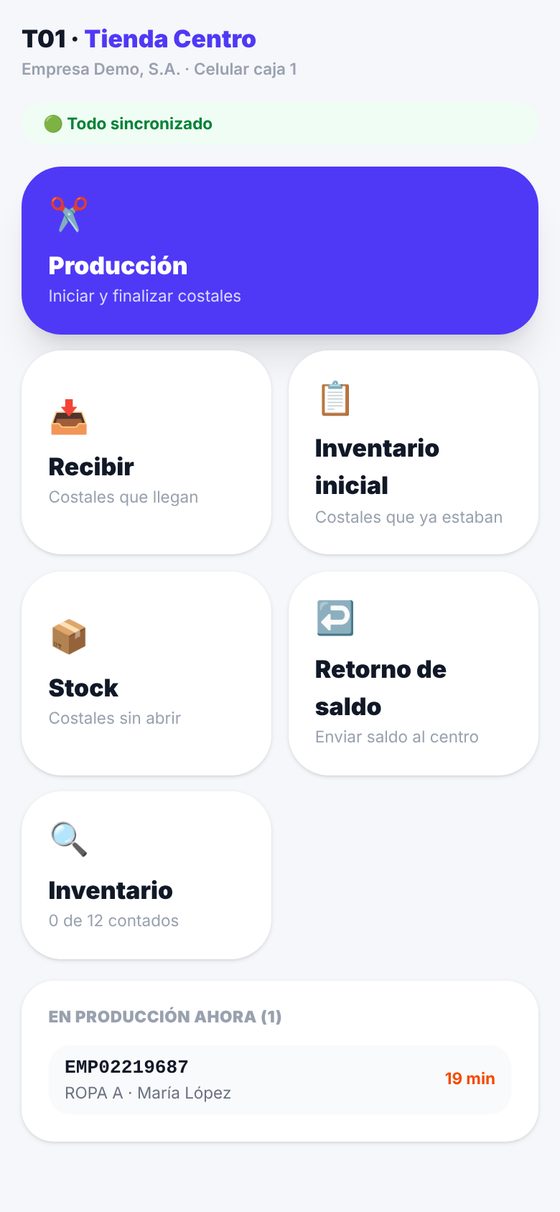 T01 · Tienda Centro
Empresa Demo, S.A. · Celular caja 1
Todo sincronizado
Producción
Iniciar y finalizar costales
Recibir
Costales que llegan
Inventario
inicial
Costales que ya estaban
Stock
Costales sin abrir
Retorno de
saldo
Enviar saldo al centro
Inventario
0 de 12 contados
EN PRODUCCIÓN AHORA (1)
EMP02219687
ROPA A · María López
19 min